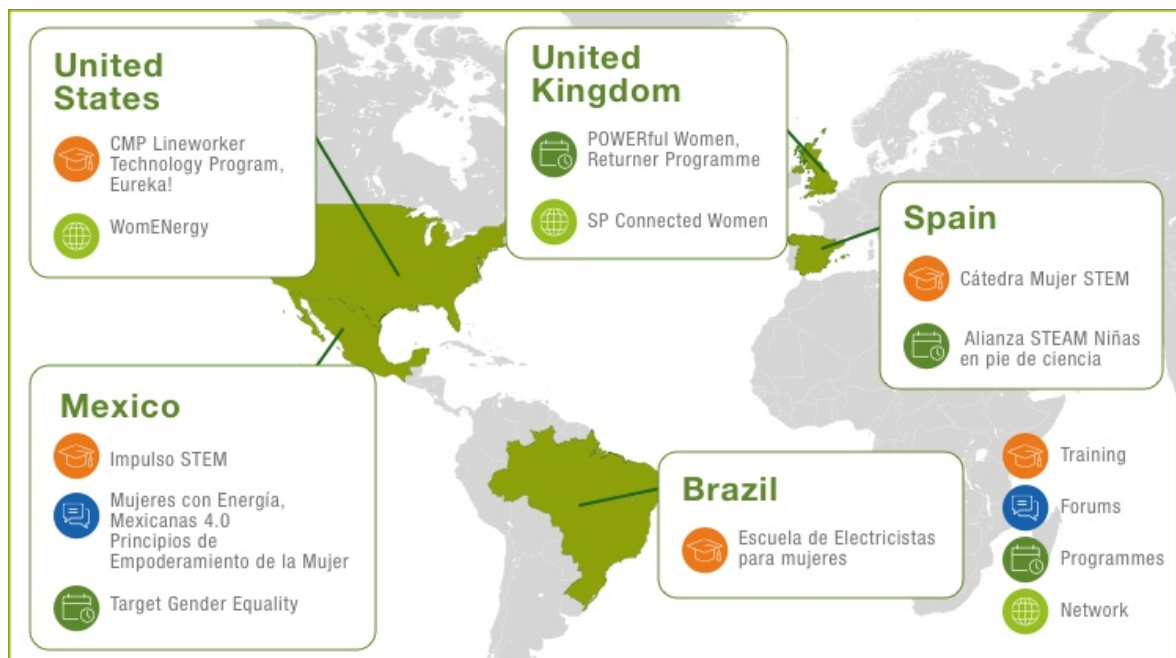 United
States
CMP Lineworker
Technology Program,
Eureka!
WomENergy
United
Kingdom
POWERful Women,
Returner Programme
SP Connected Women
Spain
Cátedra Mujer STEM
Alianza STEAM Niñas
en pie de ciencia
Mexico
Impulso STEM
Mujeres con Energía,
Mexicanas 4.0
Principios de
Empoderamiento de la Mujer
Target Gender Equality
Brazil
Escuela de Electricistas
para mujeres
Training
Forums
Programmes
Network